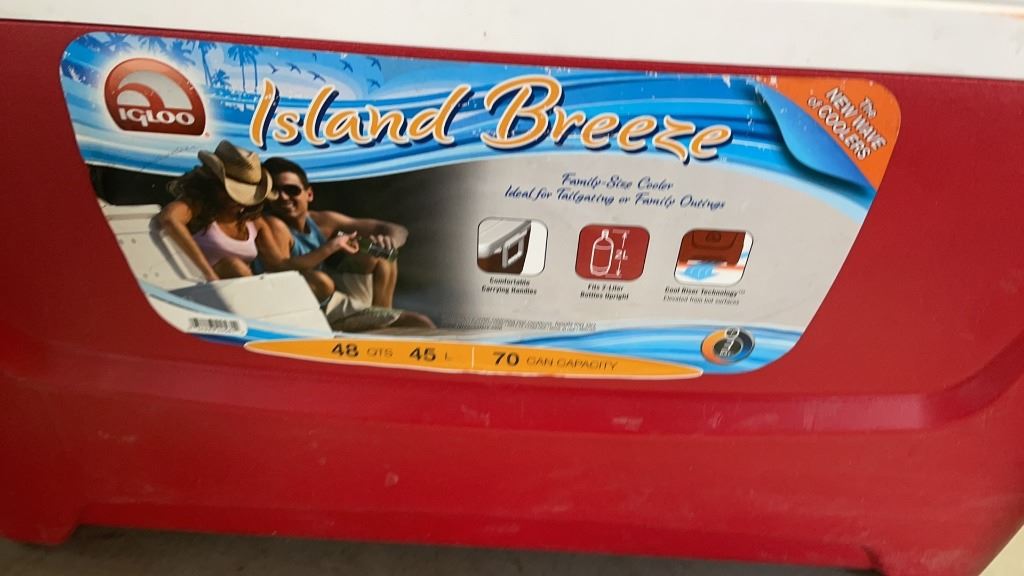 IGLOO
Island Breeze
The
NEW WAVE
of COOLERS
Family-Size Cooler
Ideal for Tailgating or Family Outings
2L
Comfortable
Carrying Handles
Fits 2-Liter
Bottles Upright
Cool Riser Technology™
Elevated from hot surfaces
48 QTS 45 L 70 CAN CAPACITY